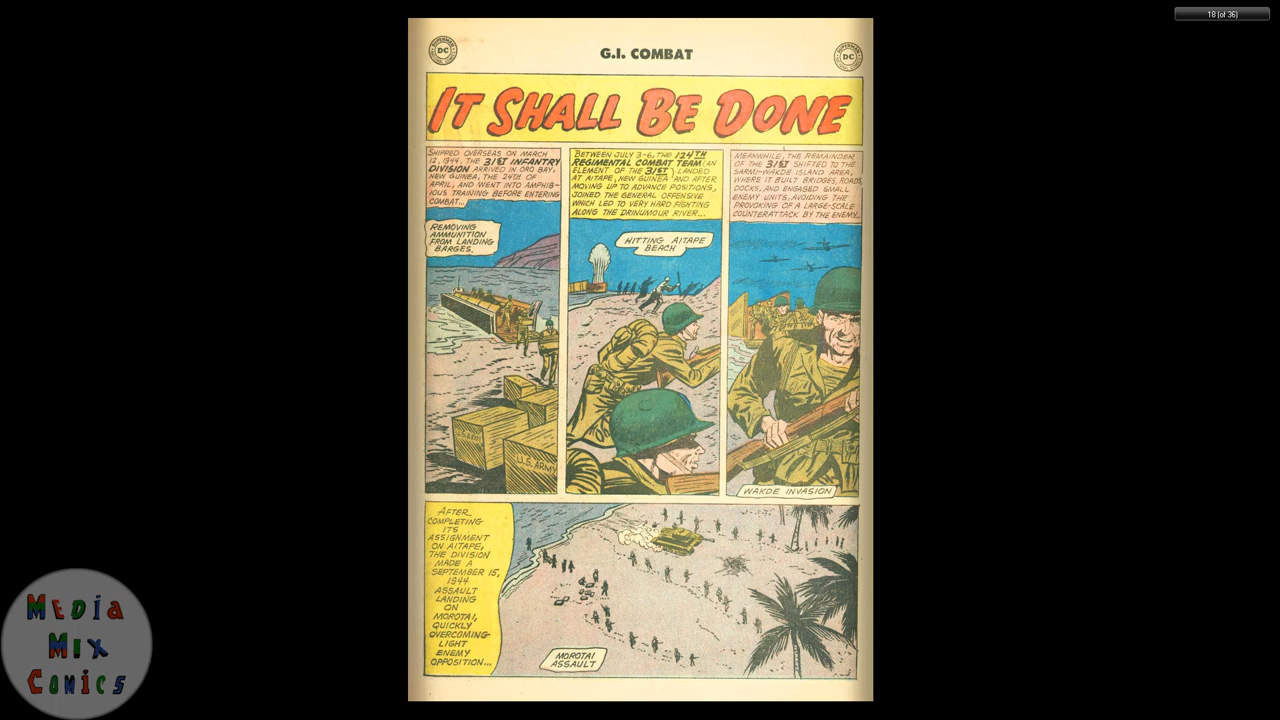 18 (of 36)
G.I. COMBAT
SUPERMAN
DC
SUPERMAN
DC
IT SHALL BE DONE
SHIPPED OVERSEAS ON MARCH
12, 1944, THE 31ST INFANTRY
DIVISION ARRIVED IN ORO BAY,
NEW GUINEA, THE 24TH OF
APRIL, AND WENT INTO AMPHIB-
IOUS TRAINING BEFORE ENTERING
COMBAT...
REMOVING
AMMUNITION
FROM LANDING
BARGES.
U.S. ARMY
U.S. ARMY
BETWEEN JULY 3-6, THE 124TH
REGIMENTAL COMBAT TEAM (AN
ELEMENT OF THE 31ST) LANDED
AT AITAPE, NEW GUINEA AND AFTER
MOVING UP TO ADVANCE POSITIONS,
JOINED THE GENERAL OFFENSIVE
WHICH LED TO VERY HARD FIGHTING
ALONG THE DRINUMOUR RIVER...
HITTING AITAPE
BEACH
MEANWHILE, THE REMAINDER
OF THE 31ST SHIFTED TO THE
SARMI-WAKDE ISLAND AREA,
WHERE IT BUILT BRIDGES, ROADS,
DOCKS, AND ENGAGED SMALL
ENEMY UNITS, AVOIDING THE
PROVOKING OF A LARGE-SCALE
COUNTERATTACK BY THE ENEMY...
WAKDE INVASION
AFTER
COMPLETING
ITS
ASSIGNMENT
ON AITAPE,
THE DIVISION
MADE A
SEPTEMBER 15,
1944
ASSAULT
LANDING
ON
MOROTAI,
QUICKLY
OVERCOMING
LIGHT
ENEMY
OPPOSITION...
MOROTAI
ASSAULT
MEDIA
MIX
COMICS